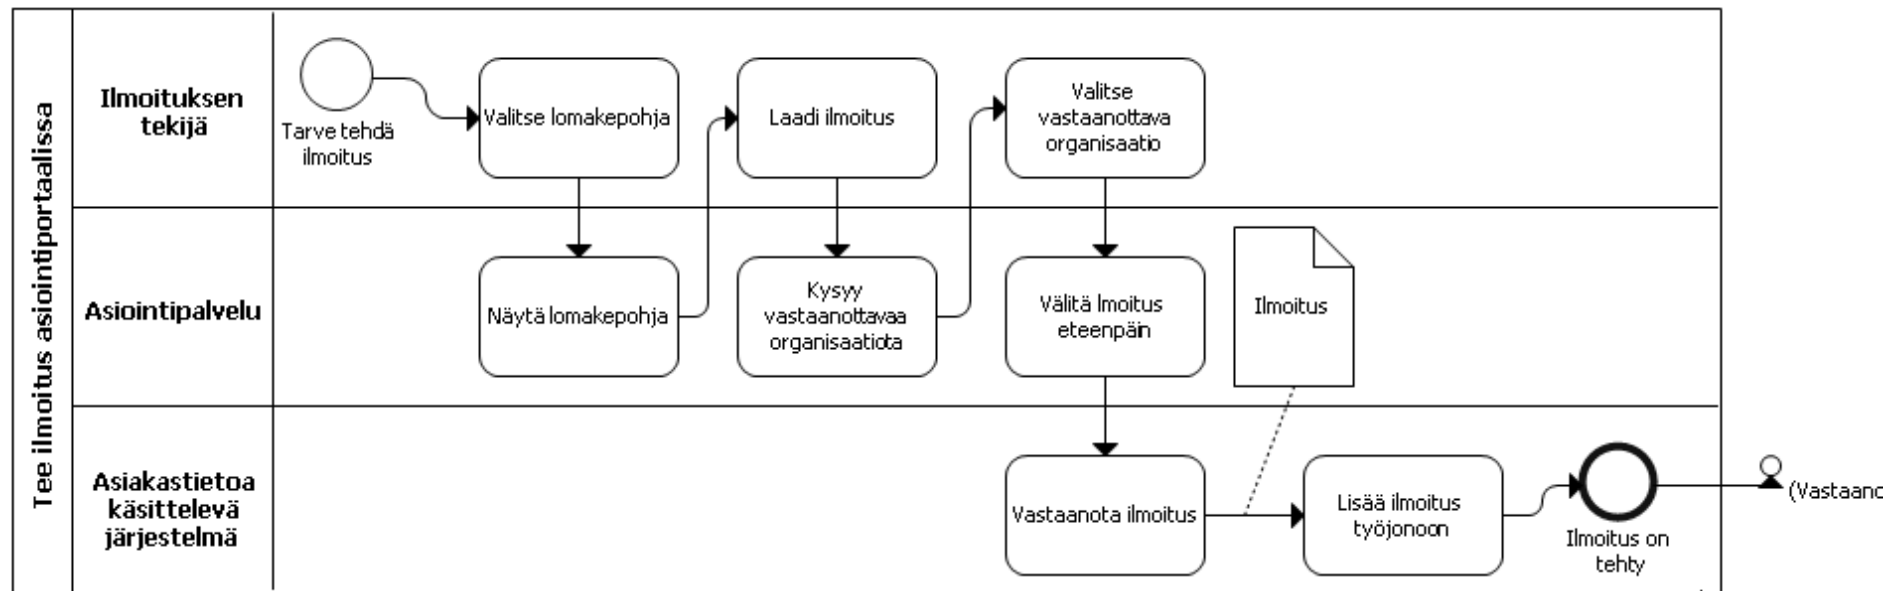 Tee ilmoitus asiointiportaalissa
Ilmoituksen
tekijä
Tarve tehdä
ilmoitus
Valitse lomakepohja
Laadi ilmoitus
Valitse
vastaanottava
organisaatio
Asiointipalvelu
Näytä lomakepohja
Kysyy
vastaanottavaa
organisaatiota
Välitä lmoitus
eteenpäin
Ilmoitus
Asiakastietoa
käsittelevä
järjestelmä
Vastaanota ilmoitus
Lisää ilmoitus
työjonoon
Ilmoitus on
tehty